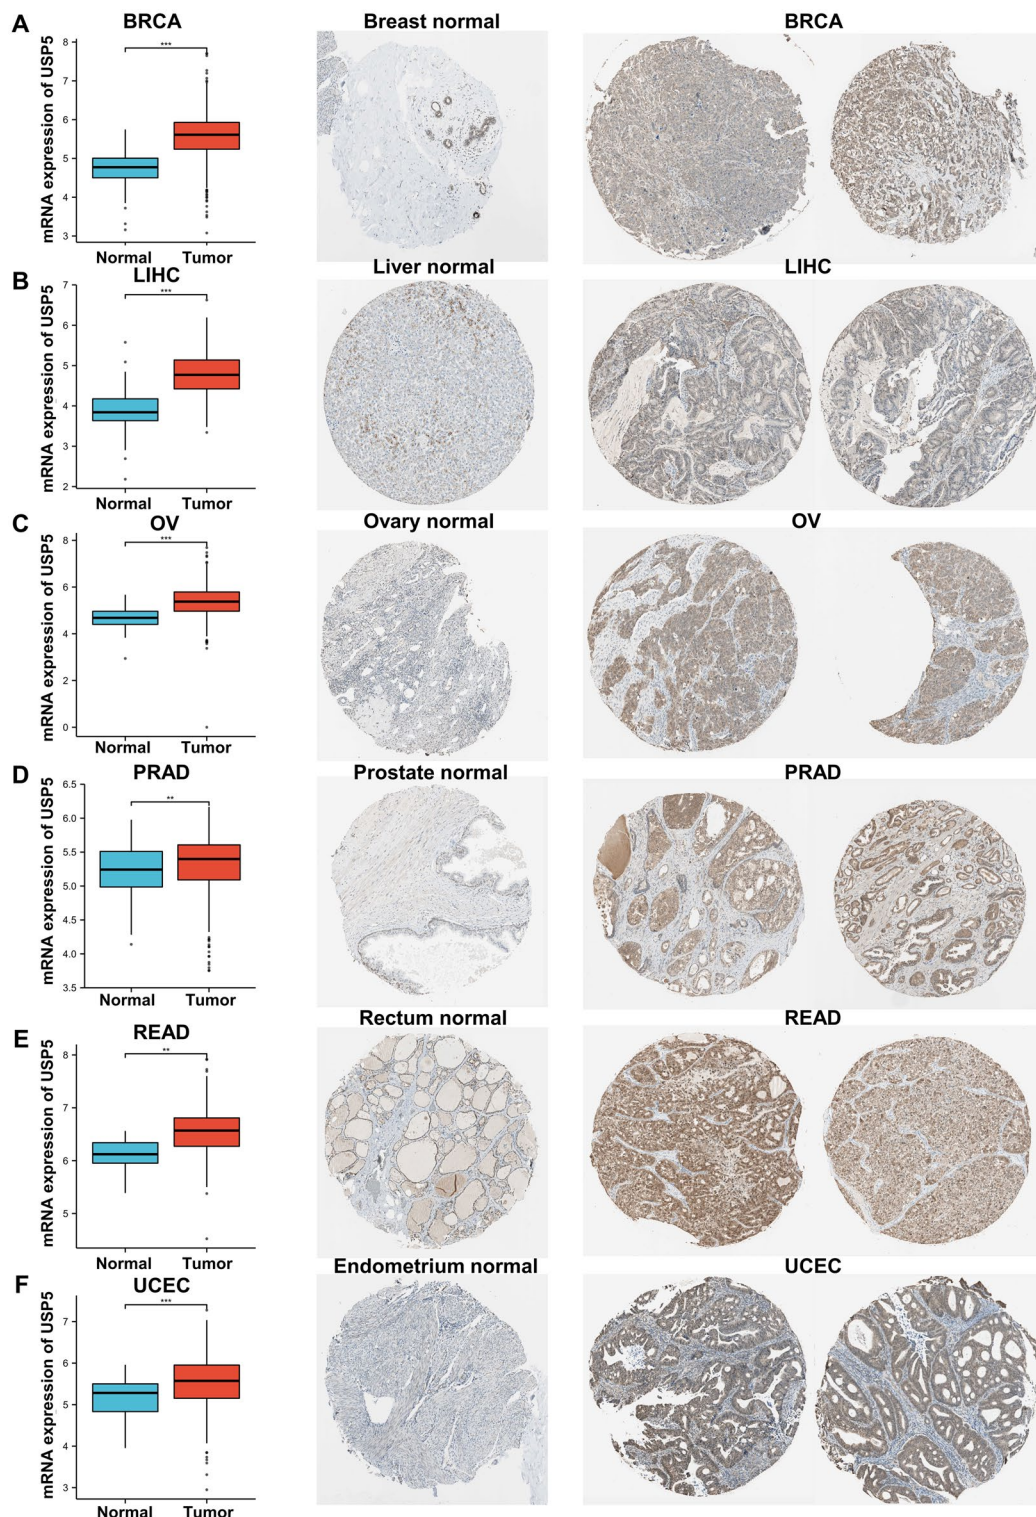 A
BRCA
Breast normal
BRCA
mRNA expression of USP5
8
7
6
5
4
3
***
Normal
Tumor
B
LIHC
Liver normal
LIHC
mRNA expression of USP5
7
6
5
4
3
2
***
Normal
Tumor
C
OV
Ovary normal
OV
mRNA expression of USP5
8
6
4
2
0
***
Normal
Tumor
D
PRAD
Prostate normal
PRAD
mRNA expression of USP5
6.5
6.0
5.5
5.0
4.5
4.0
3.5
**
Normal
Tumor
E
READ
Rectum normal
READ
mRNA expression of USP5
8
7
6
5
**
Normal
Tumor
F
UCEC
Endometrium normal
UCEC
mRNA expression of USP5
7
6
5
4
3
***
Normal
Tumor